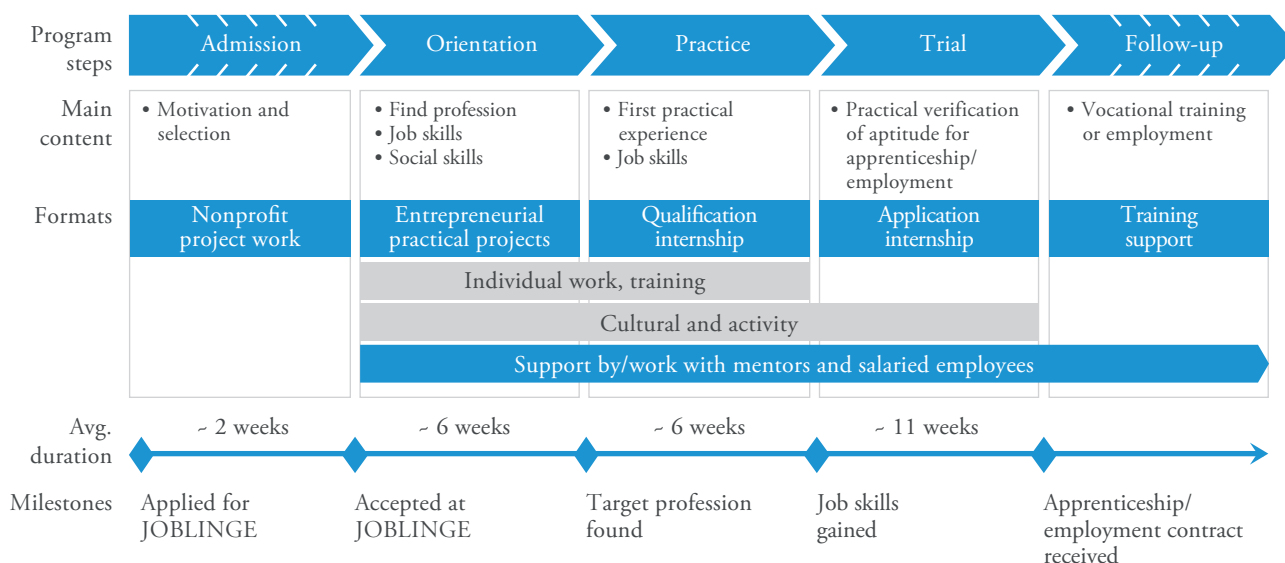 Program
steps
Admission
Orientation
Practice
Trial
Follow-up
Main
content
• Motivation and
selection
• Find profession
• Job skills
• Social skills
• First practical
experience
• Job skills
• Practical verification
of aptitude for
apprenticeship/
employment
• Vocational training
or employment
Formats
Nonprofit
project work
Entrepreneurial
practical projects
Qualification
internship
Application
internship
Training
support
Individual work, training
Cultural and activity
Support by/work with mentors and salaried employees
Avg.
duration
~ 2 weeks
~ 6 weeks
~ 6 weeks
~ 11 weeks
Milestones
Applied for
JOBLINGE
Accepted at
JOBLINGE
Target profession
found
Job skills
gained
Apprenticeship/
employment contract
received